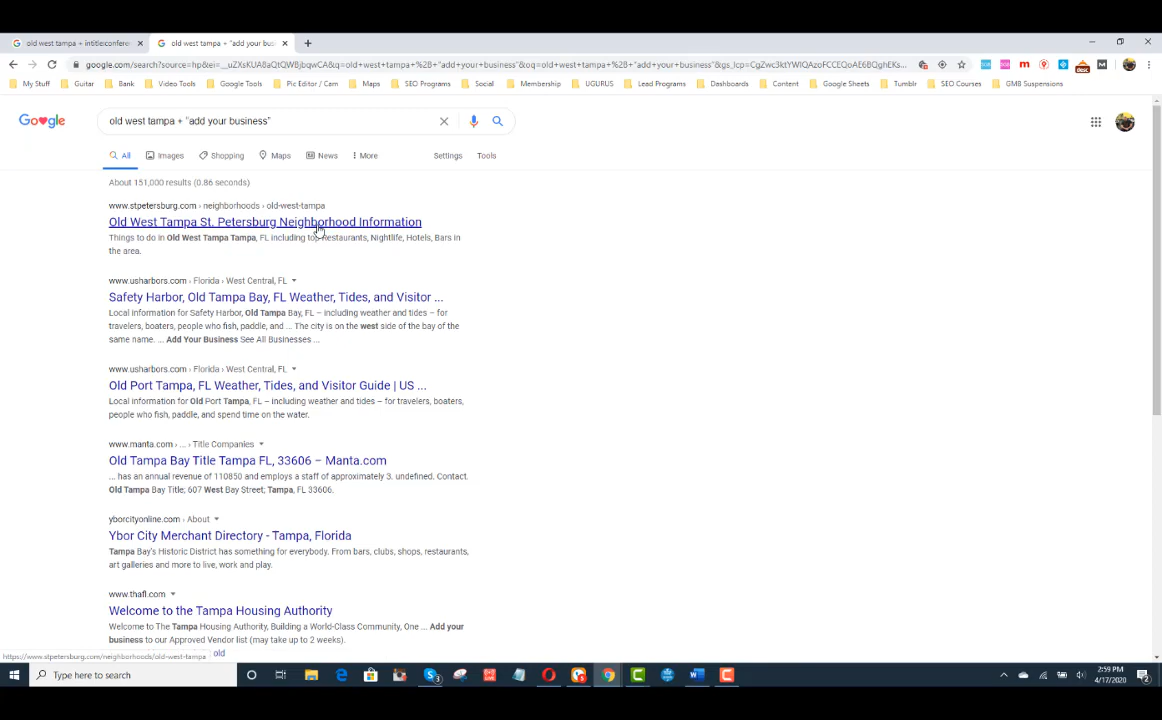 old west tampa + intitle:confere
old west tampa + "add your bus
google.com/search?source=hp&ei=__uZXsKUA8aQtQWBjbqwCA&q=old+west+tampa+%2B+"add+your+business"&oq=old+west+tampa+%2B+"add+your+business"&gs_lcp=CgZwc3ktYWIQAzoFCCEQoAE6BQghEKs...
My Stuff Guitar Bank Video Tools Google Tools Pic Editor / Cam Maps SEO Programs Social Membership UGURUS Lead Programs Dashboards Content Google Sheets Tumblr SEO Courses GMB Suspensions
old west tampa + "add your business"
All Images Shopping Maps News More Settings Tools
About 151,000 results (0.86 seconds)
www.stpetersburg.com › neighborhoods › old-west-tampa
Old West Tampa St. Petersburg Neighborhood Information
Things to do in Old West Tampa Tampa, FL including to Restaurants, Nightlife, Hotels, Bars in
the area.
www.usharbors.com › Florida › West Central, FL
Safety Harbor, Old Tampa Bay, FL Weather, Tides, and Visitor ...
Local information for Safety Harbor, Old Tampa Bay, FL – including weather and tides – for
travelers, boaters, people who fish, paddle, and ... The city is on the west side of the bay of the
same name. ... Add Your Business See All Businesses ...
www.usharbors.com › Florida › West Central, FL
Old Port Tampa, FL Weather, Tides, and Visitor Guide | US ...
Local information for Old Port Tampa, FL – including weather and tides – for travelers, boaters,
people who fish, paddle, and spend time on the water.
www.manta.com › ... › Title Companies
Old Tampa Bay Title Tampa FL, 33606 – Manta.com
... has an annual revenue of 110850 and employs a staff of approximately 3. undefined. Contact.
Old Tampa Bay Title; 607 West Bay Street; Tampa, FL 33606.
yborcityonline.com › About
Ybor City Merchant Directory - Tampa, Florida
Tampa Bay's Historic District has something for everybody. From bars, clubs, shops, restaurants,
art galleries and more to live, work and play.
www.thafl.com
Welcome to the Tampa Housing Authority
Welcome to the Tampa Housing Authority, Building a World-Class Community, One ... Add your
business to our Approved Vendor list (may take up to 2 weeks).
https://www.stpetersburg.com/neighborhoods/old-west-tampa
old
Type here to search
2:59 PM
4/17/2020